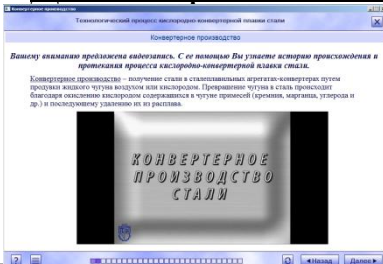 Конвертерное производство
Технологический процесс кислородно-конвертерной плавки стали
Конвертерное производство
Вашему вниманию предложена видеозапись. С ее помощью Вы узнаете историю происхождения и
протекания процесса кислородно-конвертерной плавки стали.
Конвертерное производство – получение стали в сталеплавильных агрегатах-конвертерах путем
продувки жидкого чугуна воздухом или кислородом. Превращение чугуна в сталь происходит
благодаря окислению кислородом содержащихся в чугуне примесей (кремния, марганца, углерода и
др.) и последующему удалению их из расплава.
КОНВЕРТЕРНОЕ
ПРОИЗВОДСТВО
СТАЛИ
Назад
Далее